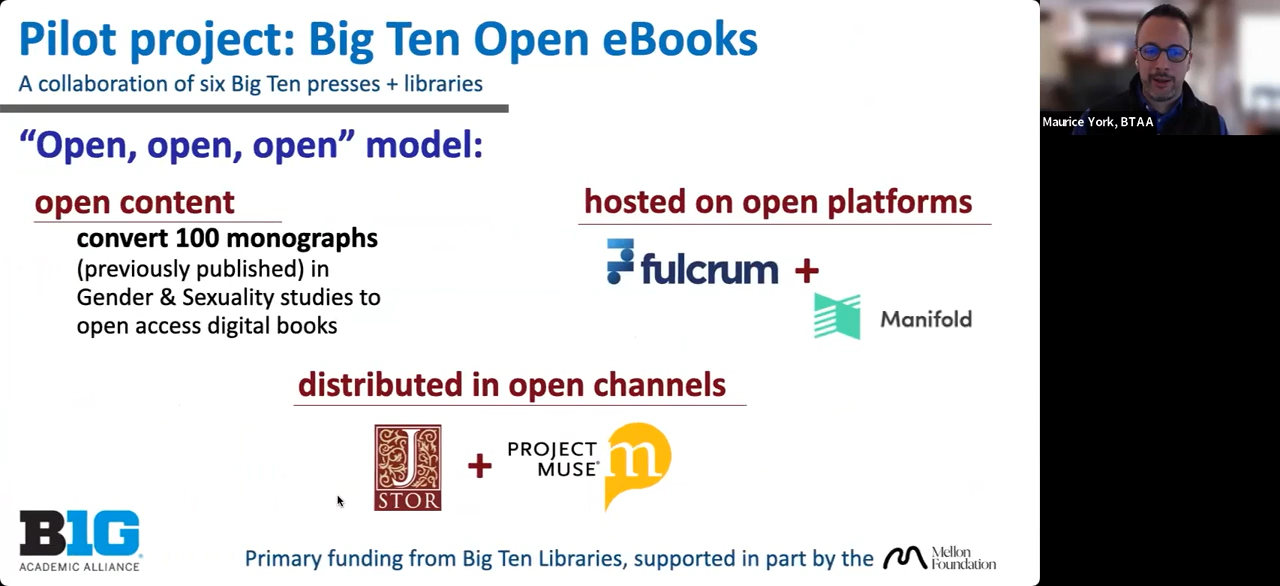 Pilot project: Big Ten Open eBooks
A collaboration of six Big Ten presses + libraries
“Open, open, open” model:
open content
convert 100 monographs
(previously published) in
Gender & Sexuality studies to
open access digital books
hosted on open platforms
fulcrum +
Manifold
distributed in open channels
J
STOR
+
PROJECT
MUSE®
m
B1G
ACADEMIC ALLIANCE
Primary funding from Big Ten Libraries, supported in part by the
Mellon
Foundation
Maurice York, BTAA